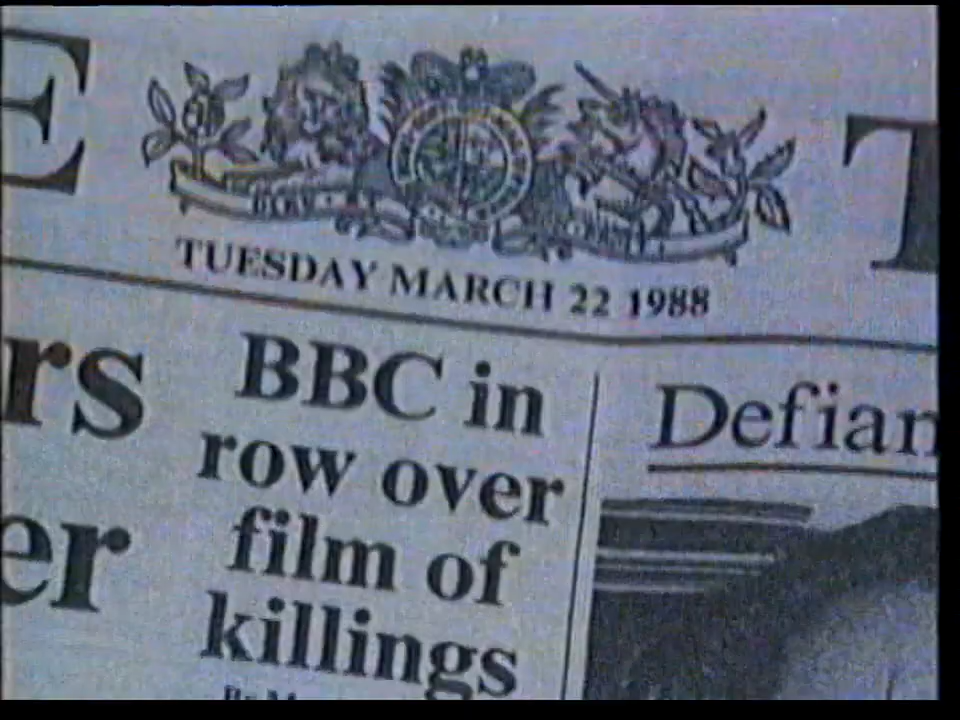 E T
TUESDAY MARCH 22 1988
rs
er
BBC in
row over
film of
killings
Defian